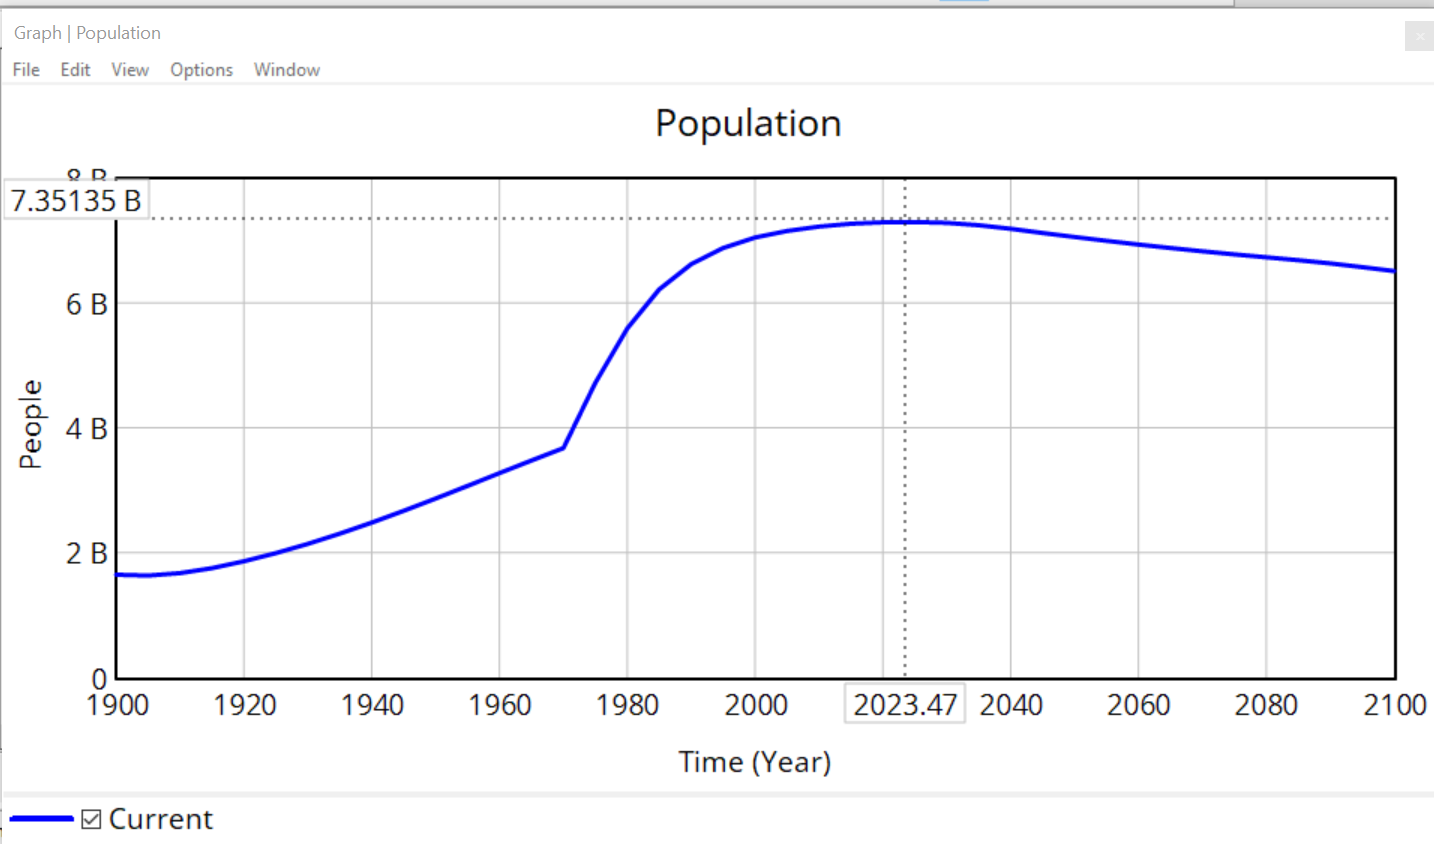 Graph | Population
File Edit View Options Window
Population
8 B
7.35135 B
6 B
4 B
2 B
0
People
1900 1920 1940 1960 1980 2000 2023.47 2040 2060 2080 2100
Time (Year)
Current